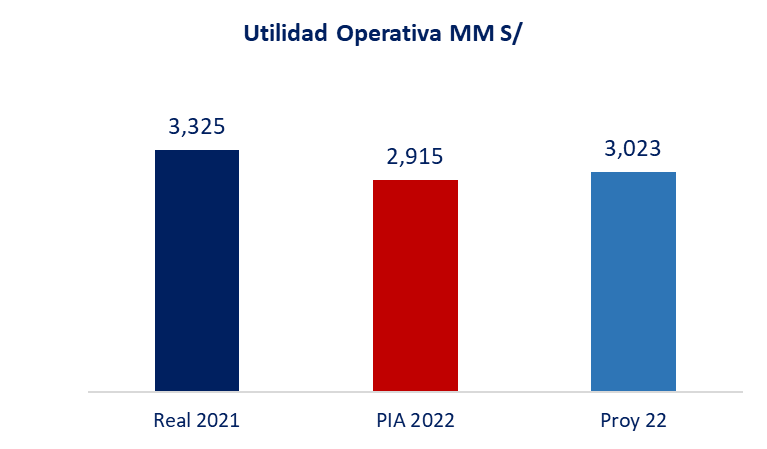 Utilidad Operativa MM S/
3,325
2,915
3,023
Real 2021
PIA 2022
Proy 22